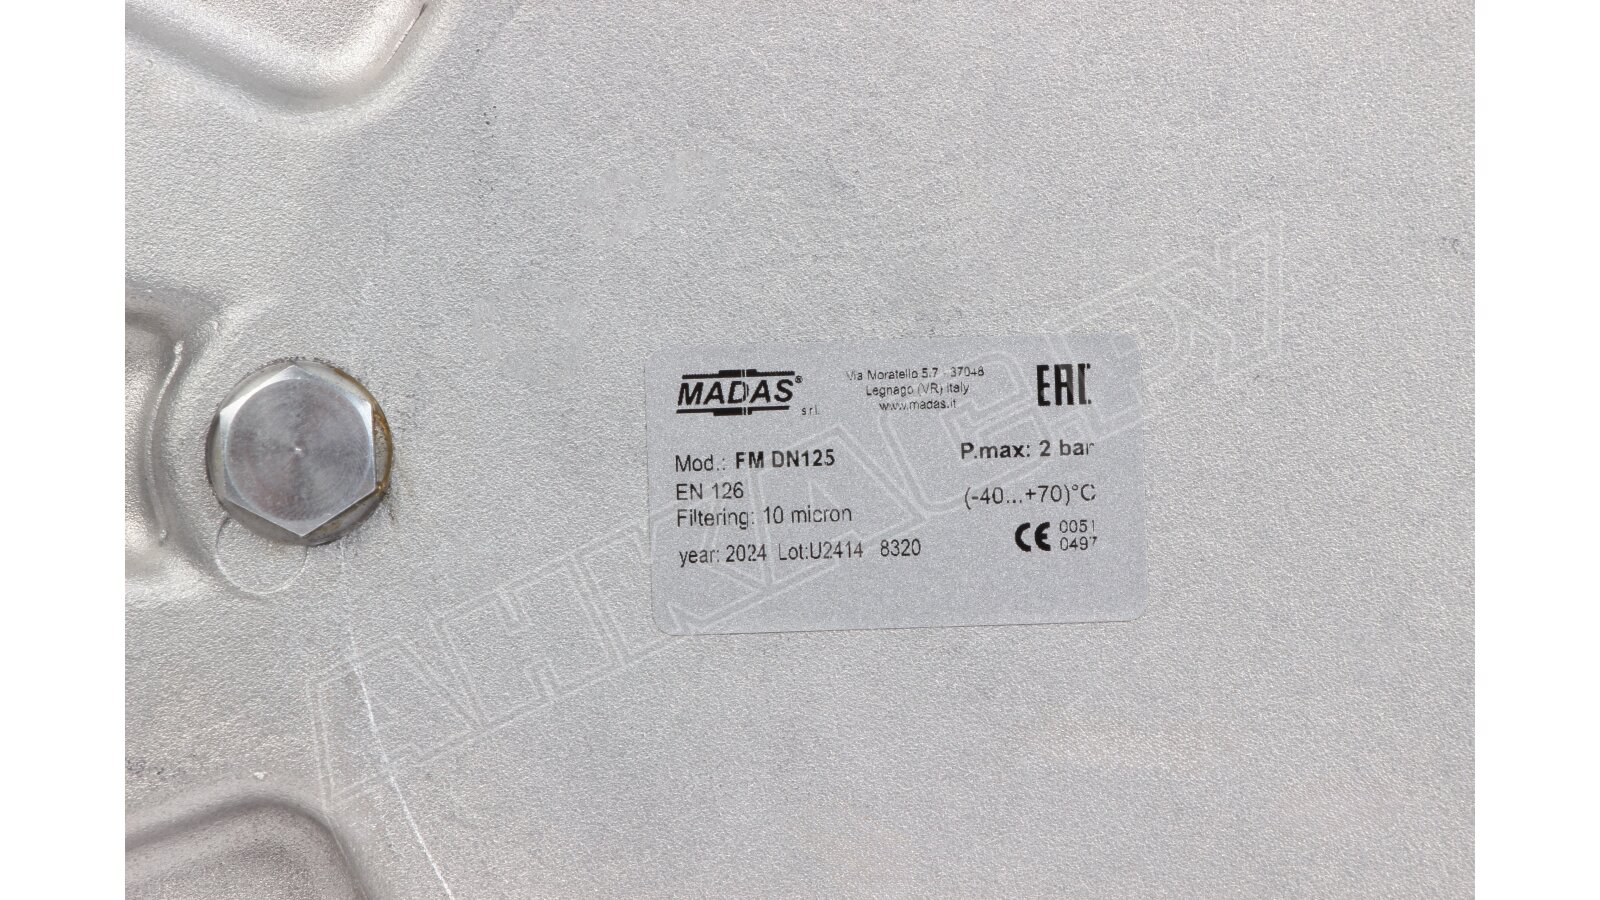 MADAS® s.r.l.
Via Moratello 5.7 - 37048
Legnago (VR) Italy
www.madas.it
EAC
Mod.: FM DN125
P.max: 2 bar
EN 126
(-40...+70)°C
Filtering: 10 micron
CE 0051
0497
year: 2024 Lot:U2414 8320